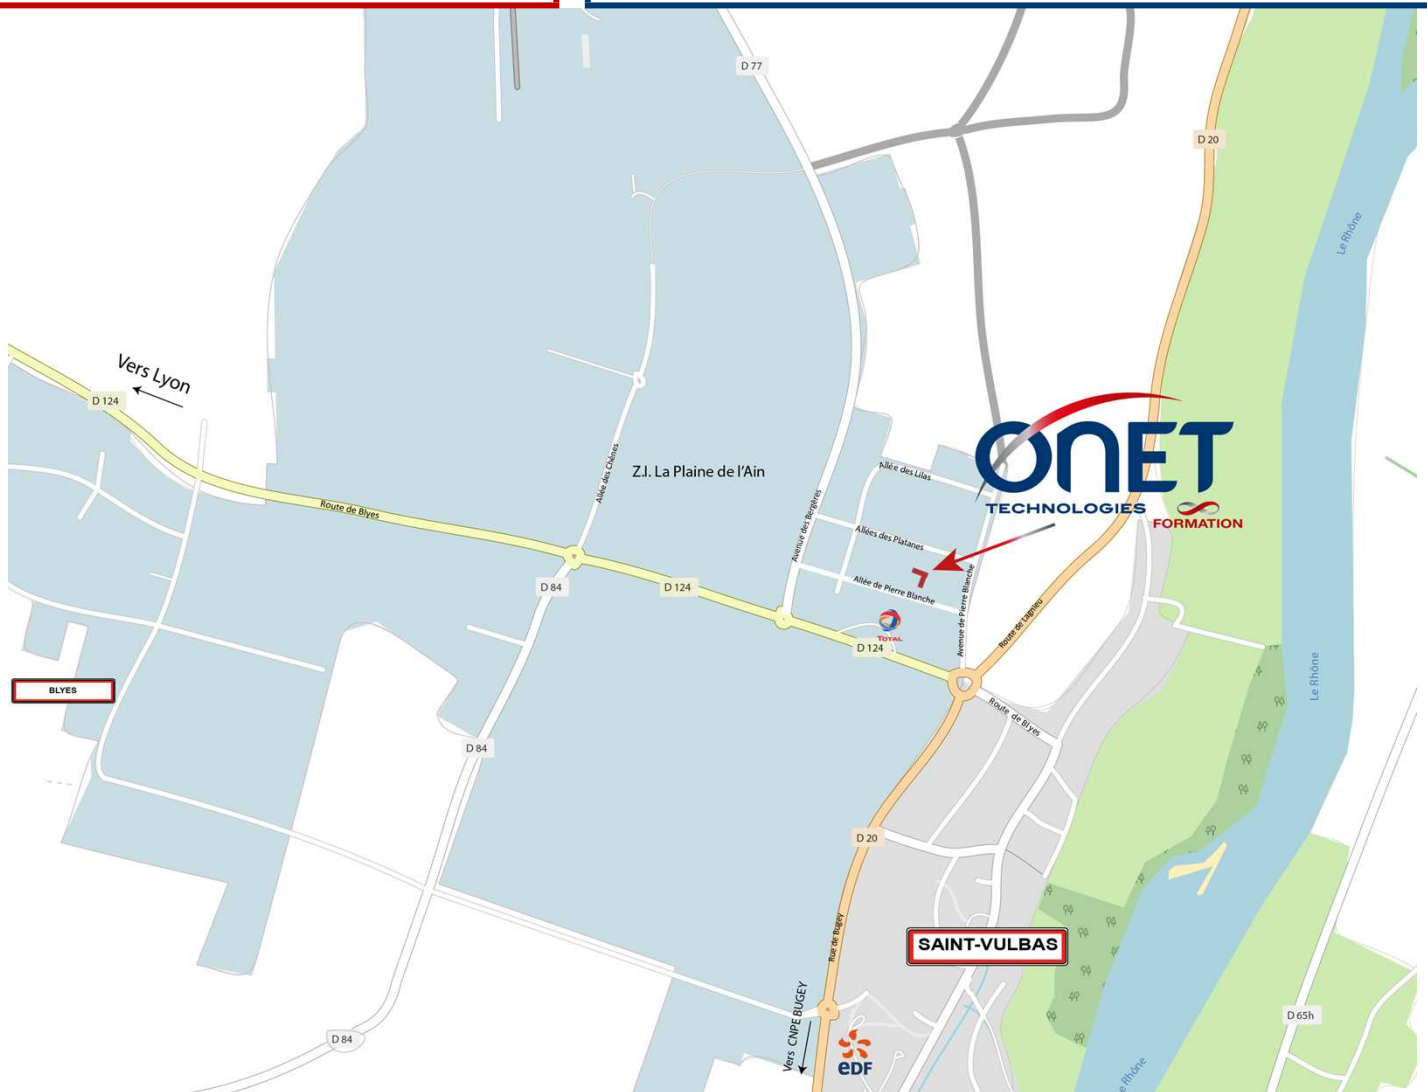 D 77
D 20
Le Rhône
Vers Lyon
D 124
Allée des Chênes
Z.I. La Plaine de l'Ain
Allée des Lilas
ONET
TECHNOLOGIES
FORMATION
Route de Blyes
Avenue des Bergères
Allées des Platanes
D 84
D 124
Allée de Pierre Blanche
Avenue de Pierre Blanche
Route de Lagnieu
TOTAL
D 124
Le Rhône
BLYES
Route de Blyes
D 84
D 20
Rue de Bugey
SAINT-VULBAS
Vers CNPE BUGEY
D 84
D 65h
eDF
e Rhône